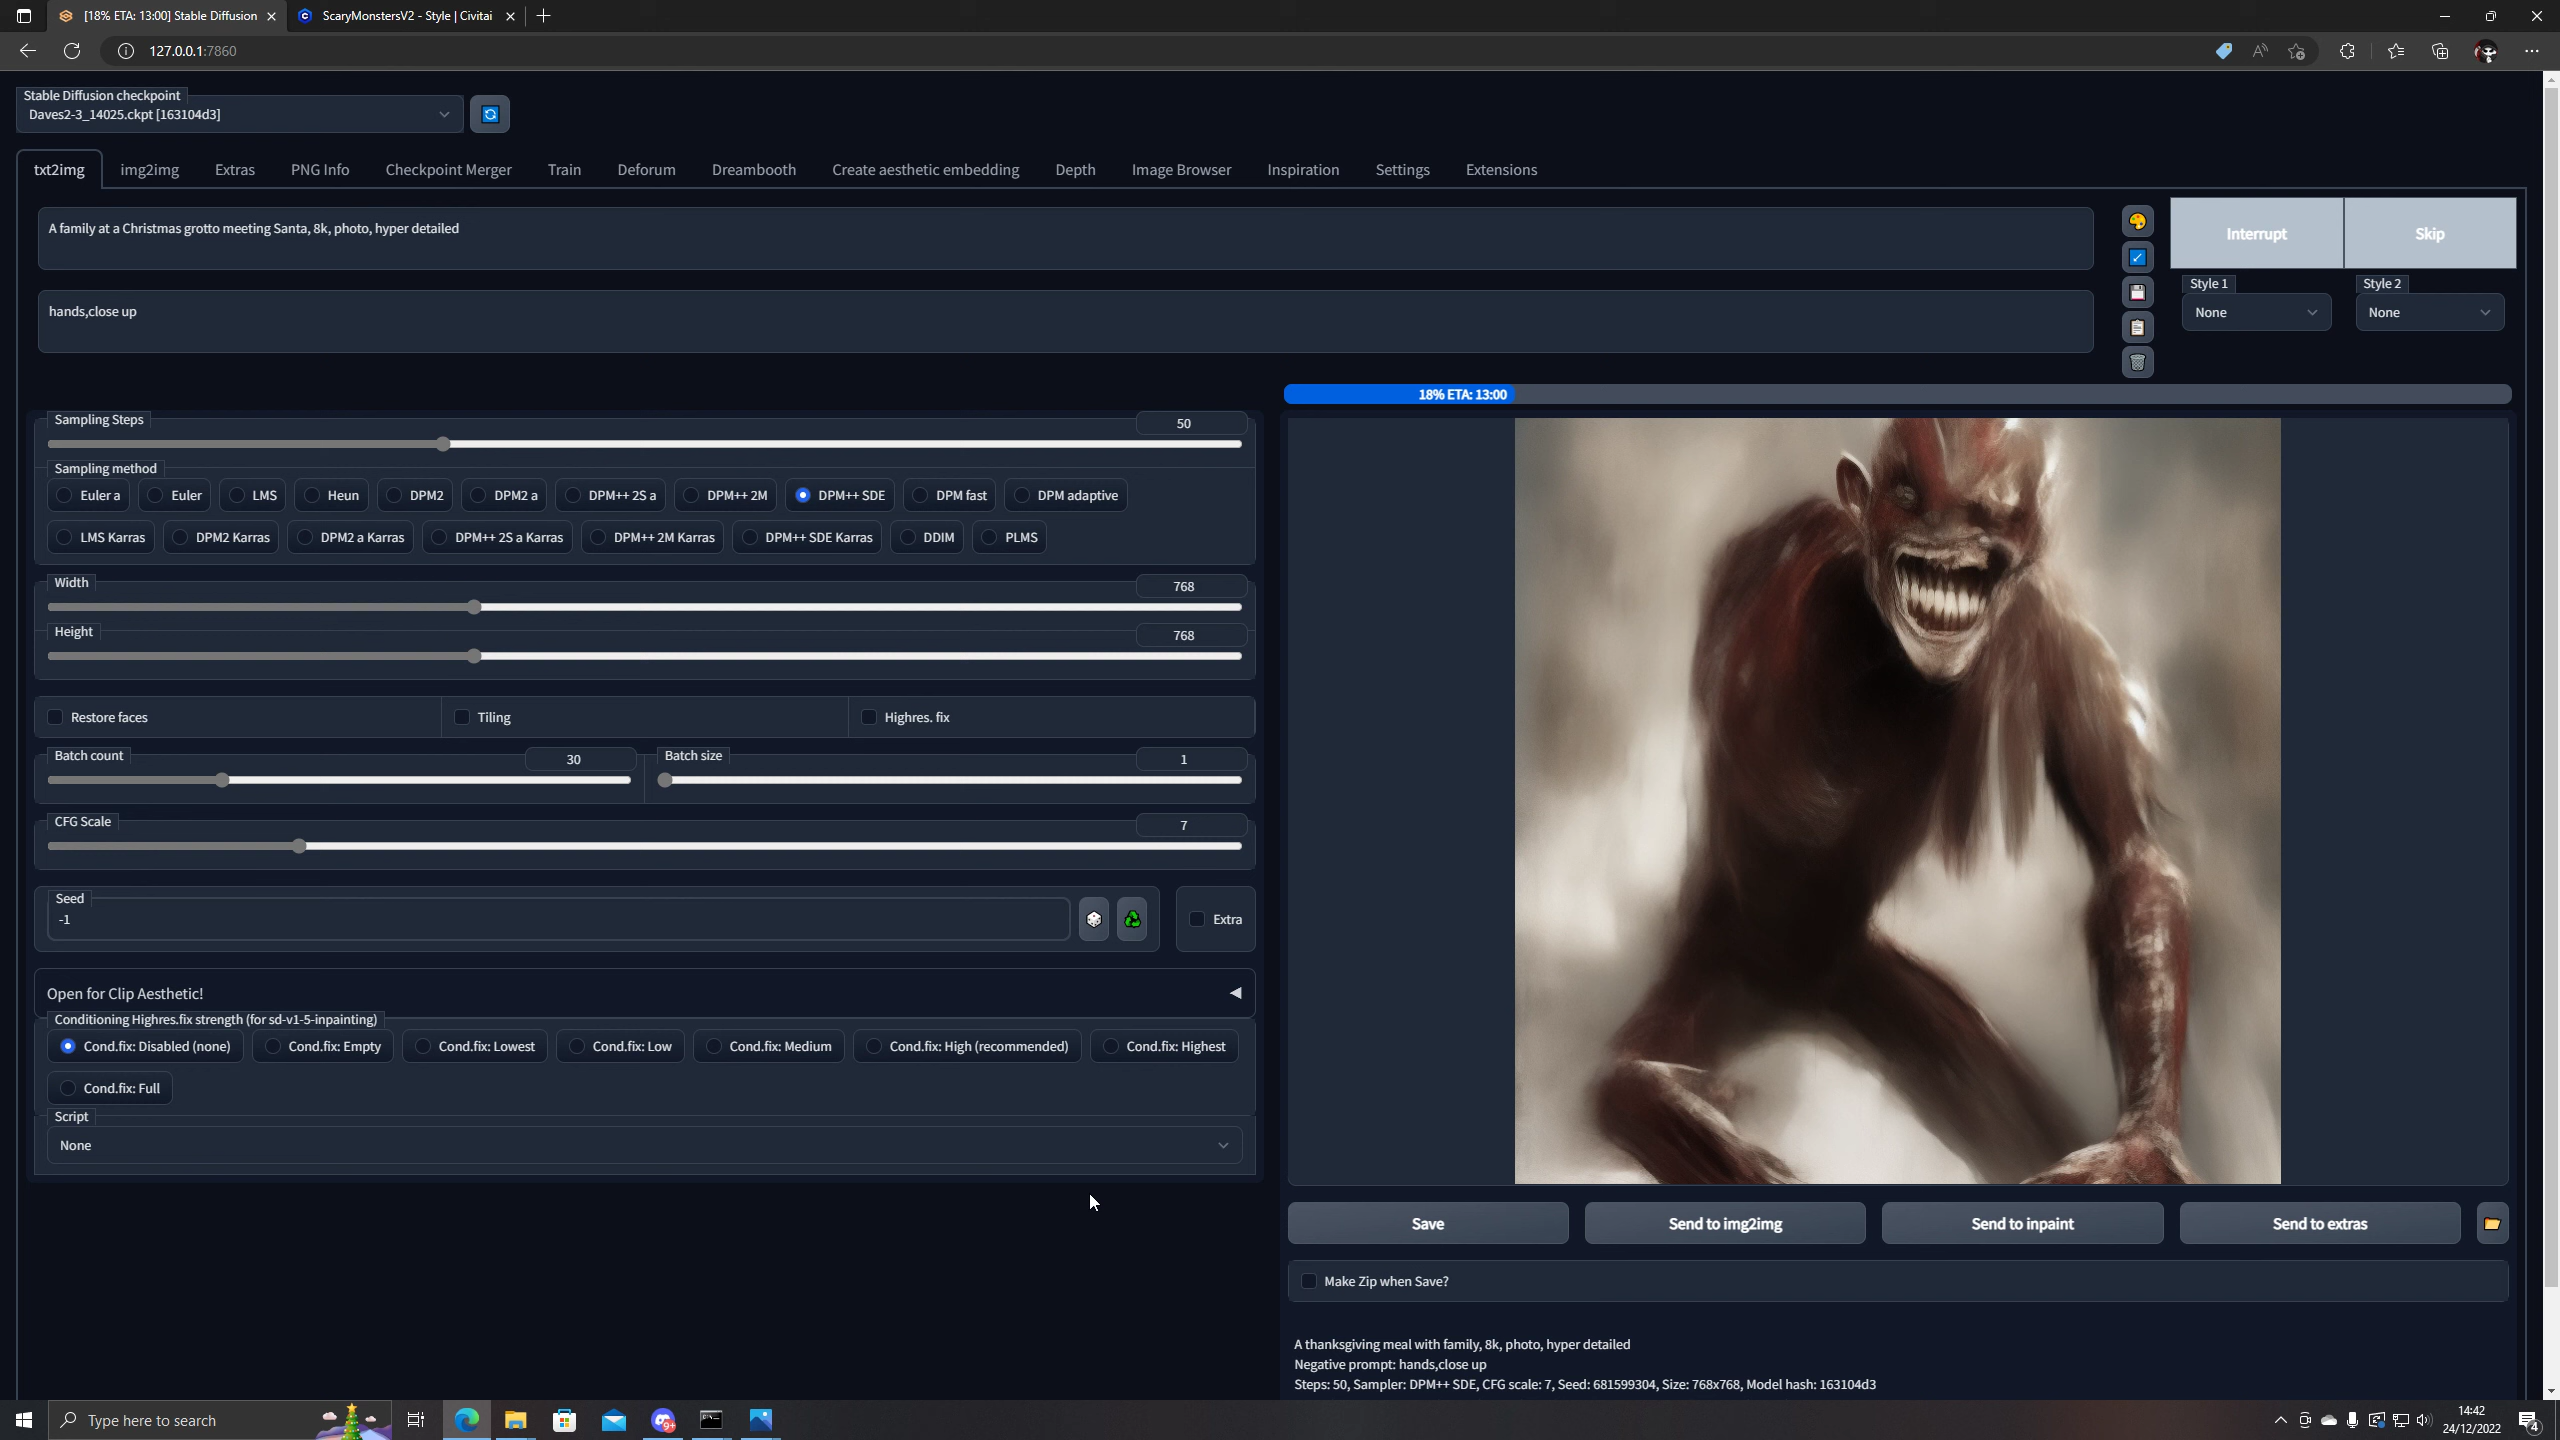 [18% ETA: 13:00] Stable Diffusion
ScaryMonstersV2 - Style | Civitai
127.0.0.1:7860
Stable Diffusion checkpoint
Daves2-3_14025.ckpt [163104d3]
txt2img img2img Extras PNG Info Checkpoint Merger Train Deforum Dreambooth Create aesthetic embedding Depth Image Browser Inspiration Settings Extensions
A family at a Christmas grotto meeting Santa, 8k, photo, hyper detailed
Interrupt Skip
Style 1 Style 2
None None
hands,close up
18% ETA: 13:00
Sampling Steps 50
Sampling method
Euler a Euler LMS Heun DPM2 DPM2 a DPM++ 2S a DPM++ 2M DPM++ SDE DPM fast DPM adaptive
LMS Karras DPM2 Karras DPM2 a Karras DPM++ 2S a Karras DPM++ 2M Karras DPM++ SDE Karras DDIM PLMS
Width 768
Height 768
Restore faces Tiling Highres. fix
Batch count 30 Batch size 1
CFG Scale 7
Seed
-1
Extra
Open for Clip Aesthetic!
Conditioning Highres.fix strength (for sd-v1-5-inpainting)
Cond.fix: Disabled (none) Cond.fix: Empty Cond.fix: Lowest Cond.fix: Low Cond.fix: Medium Cond.fix: High (recommended) Cond.fix: Highest
Cond.fix: Full
Script
None
Save Send to img2img Send to inpaint Send to extras
Make Zip when Save?
A thanksgiving meal with family, 8k, photo, hyper detailed
Negative prompt: hands,close up
Steps: 50, Sampler: DPM++ SDE, CFG scale: 7, Seed: 681599304, Size: 768x768, Model hash: 163104d3
Type here to search
9+
14:42
24/12/2022
4